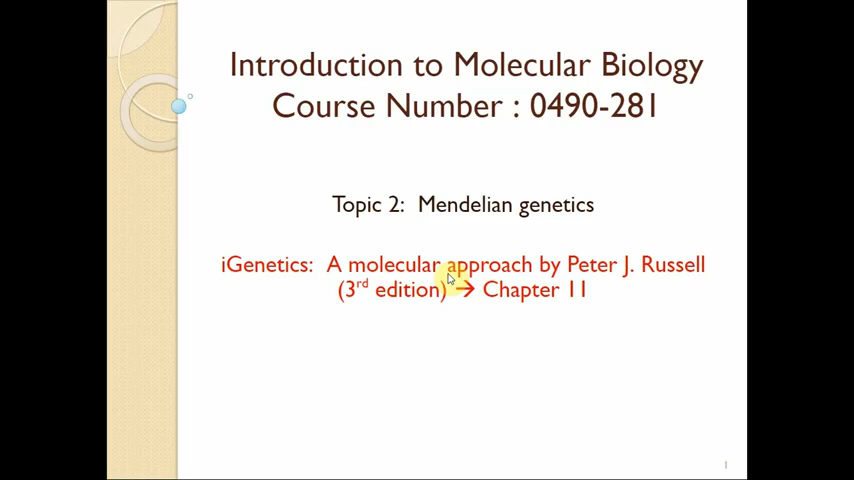 Introduction to Molecular Biology
Course Number : 0490-281
Topic 2:  Mendelian genetics
iGenetics:  A molecular approach by Peter J. Russell
(3rd edition) → Chapter 11
1